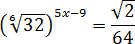 (⁶√32)^(5x−9) = √2/64